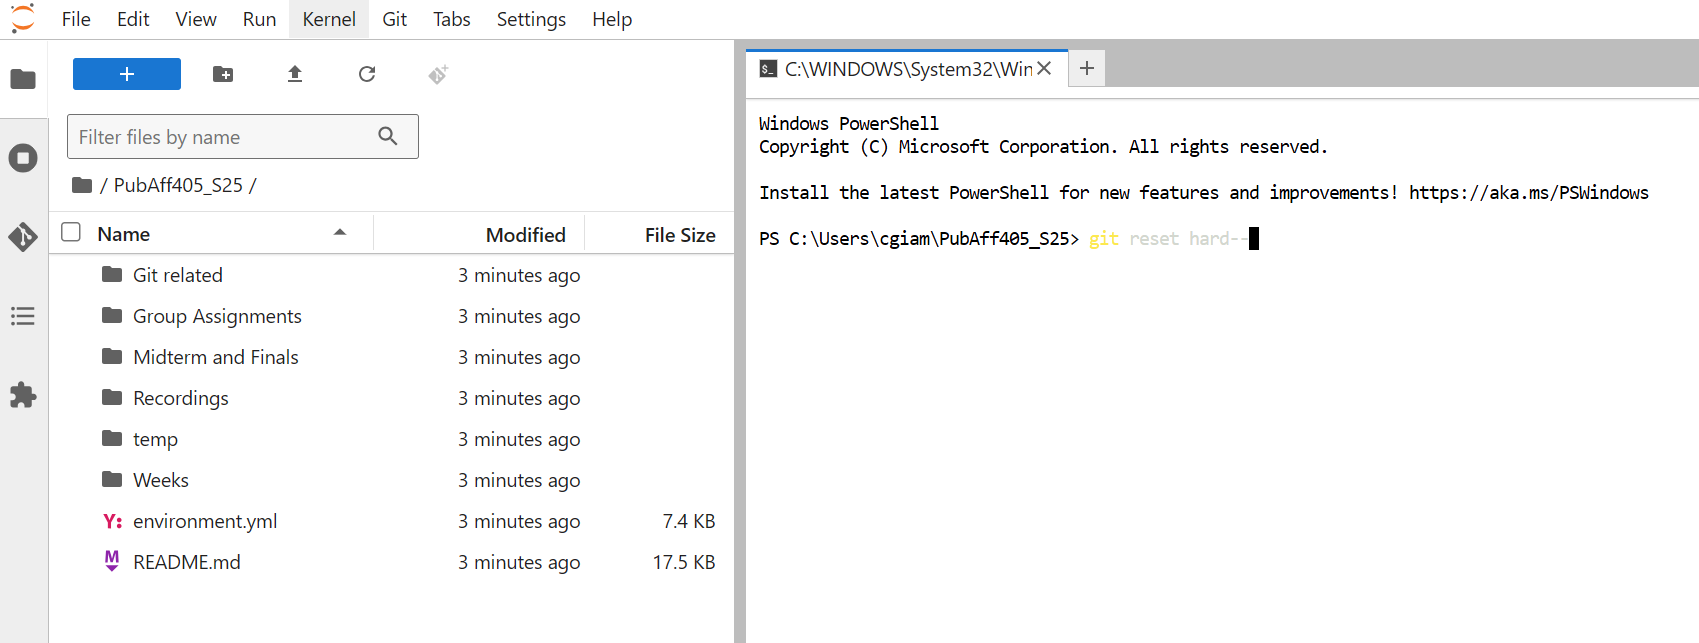 File Edit View Run Kernel Git Tabs Settings Help
+
Filter files by name
/ PubAff405_S25 /
Name Modified File Size
Git related 3 minutes ago
Group Assignments 3 minutes ago
Midterm and Finals 3 minutes ago
Recordings 3 minutes ago
temp 3 minutes ago
Weeks 3 minutes ago
Y: environment.yml 3 minutes ago 7.4 KB
M README.md 3 minutes ago 17.5 KB
$_ C:\WINDOWS\System32\Win
Windows PowerShell
Copyright (C) Microsoft Corporation. All rights reserved.
Install the latest PowerShell for new features and improvements! https://aka.ms/PSWindows
PS C:\Users\cgiam\PubAff405_S25> git reset hard--